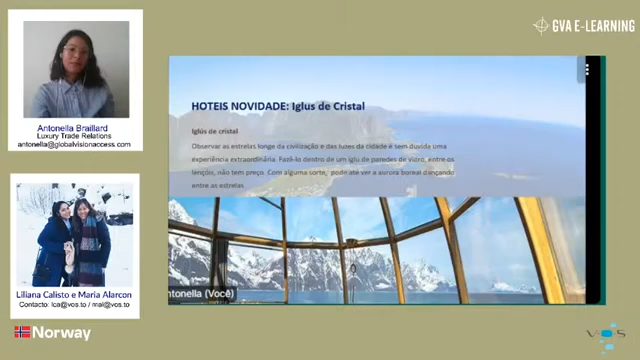 GVA E-LEARNING
Antonella Braillard
Luxury Trade Relations
antonella@globalvisionaccess.com
HOTEIS NOVIDADE: Iglus de Cristal
Iglús de cristal
Observar as estrelas longe da civilização e das luzes da cidade é sem duvida uma
experiência extraordinária. Fazê-lo dentro de um iglu de paredes de vidro, entre os
lençóis, não tem preço. Com alguma sorte, pode até ver a aurora boreal dançando
entre as estrelas
ntonella (Você)
Liliana Calisto e Maria Alarcon
Contacto: lca@vos.to / mal@vos.to
Norway
VOS